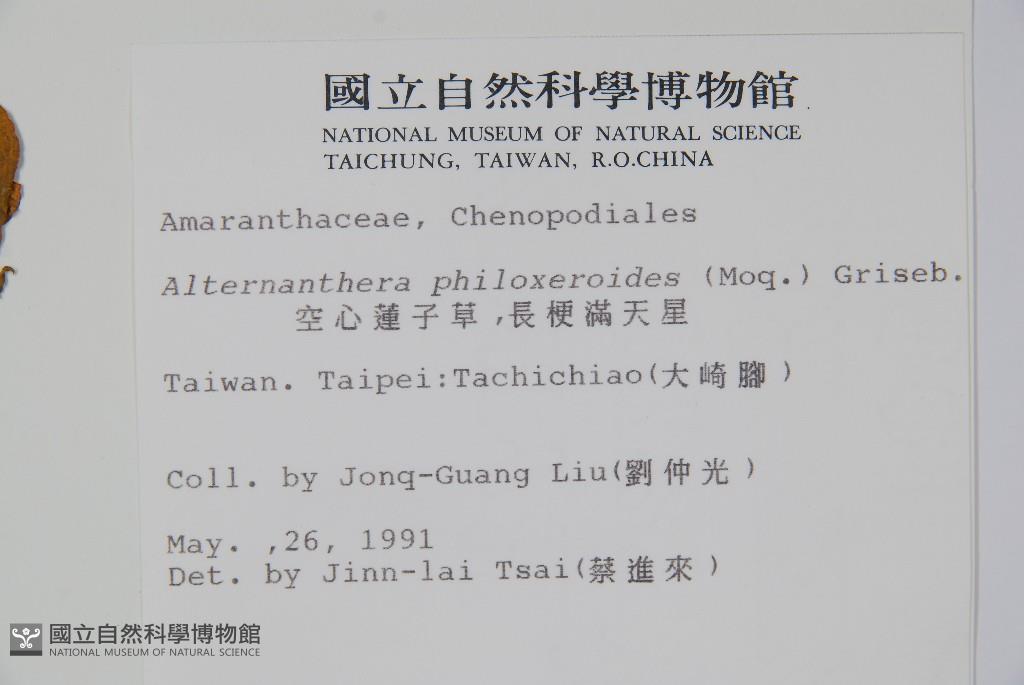 國立自然科學博物館
NATIONAL MUSEUM OF NATURAL SCIENCE
TAICHUNG, TAIWAN, R.O.CHINA
Amaranthaceae, Chenopodiales
Alternanthera philoxeroides (Moq.) Griseb.
空心蓮子草,長梗滿天星
Taiwan. Taipei:Tachichiao(大崎腳)
Coll. by Jonq-Guang Liu(劉仲光)
May. ,26, 1991
Det. by Jinn-lai Tsai(蔡進來)
國立自然科學博物館
NATIONAL MUSEUM OF NATURAL SCIENCE